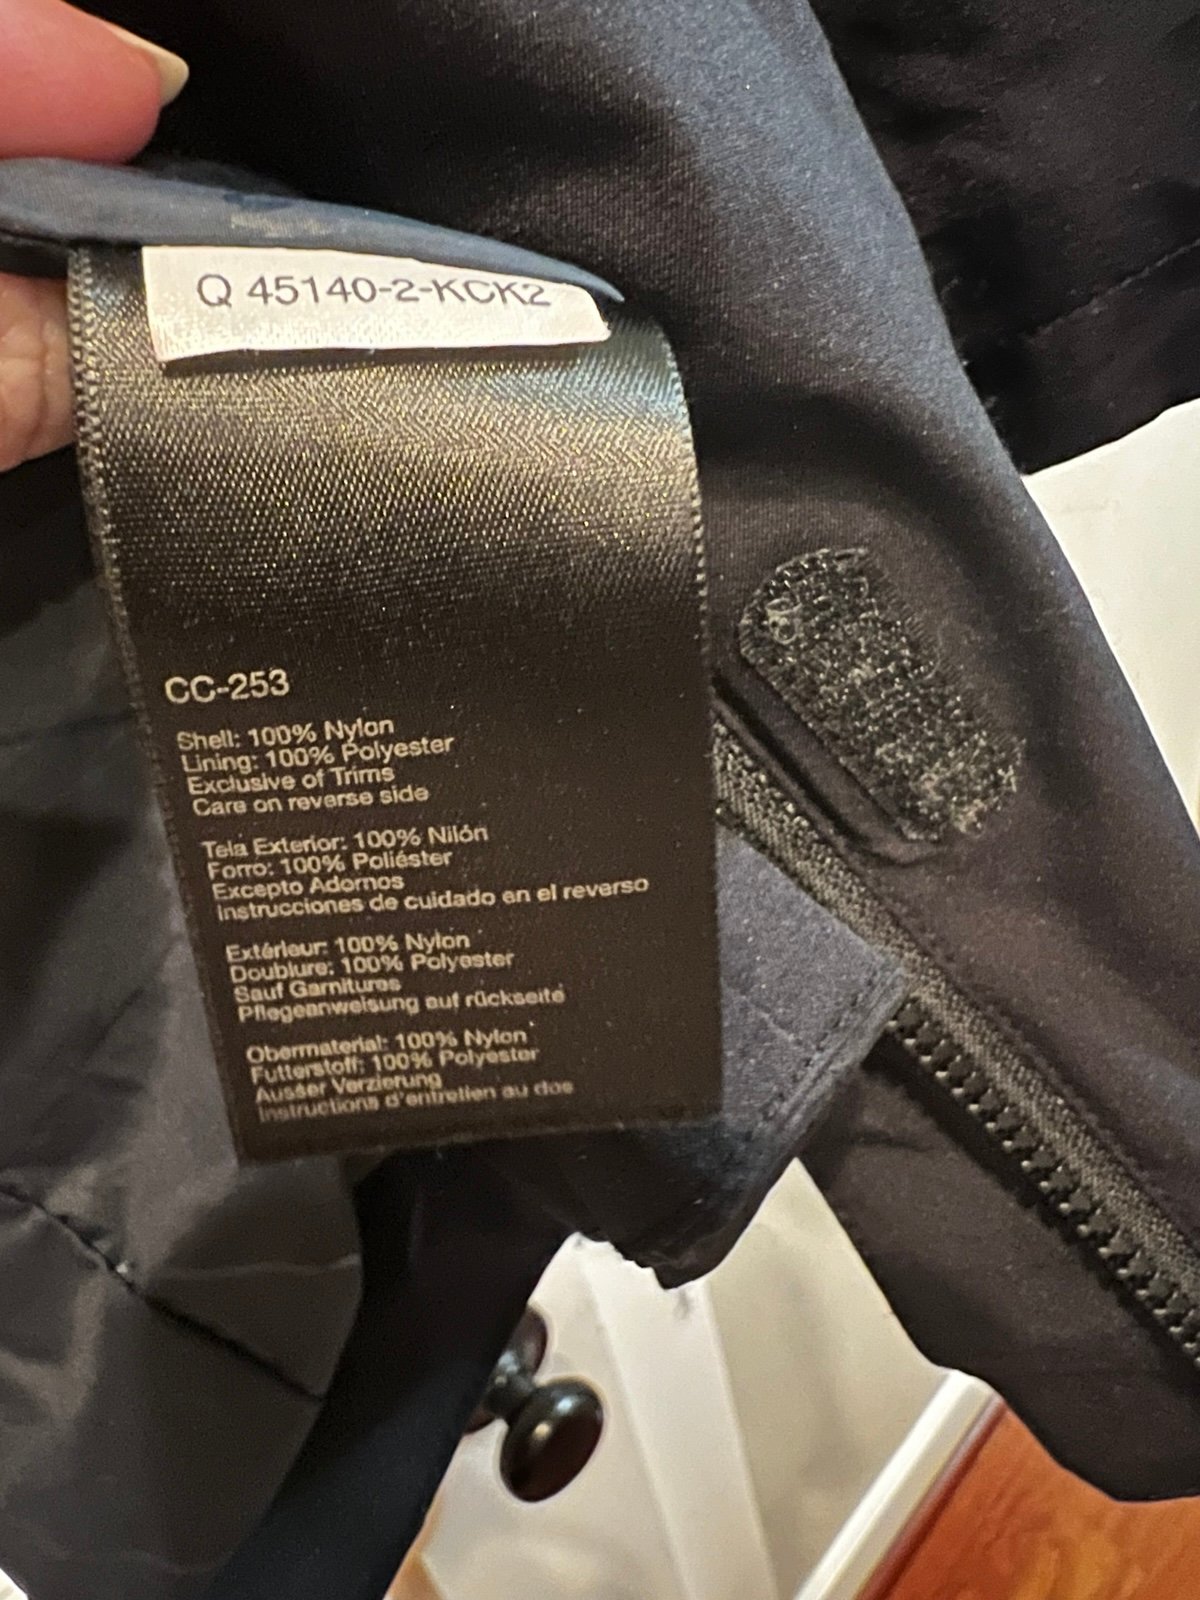 Q 45140-2-KCK2
CC-253
Shell: 100% Nylon
Lining: 100% Polyester
Exclusive of Trims
Care on reverse side
Tela Exterior: 100% Nilón
Forro: 100% Poliéster
Excepto Adornos
Instrucciones de cuidado en el reverso
Extérieur: 100% Nylon
Doublure: 100% Polyester
Sauf Garnitures
Pflegeanweisung auf rückseite
Obermaterial: 100% Nylon
Futterstoff: 100% Polyester
Ausser Verzierung
Instructions d'entretien au dos